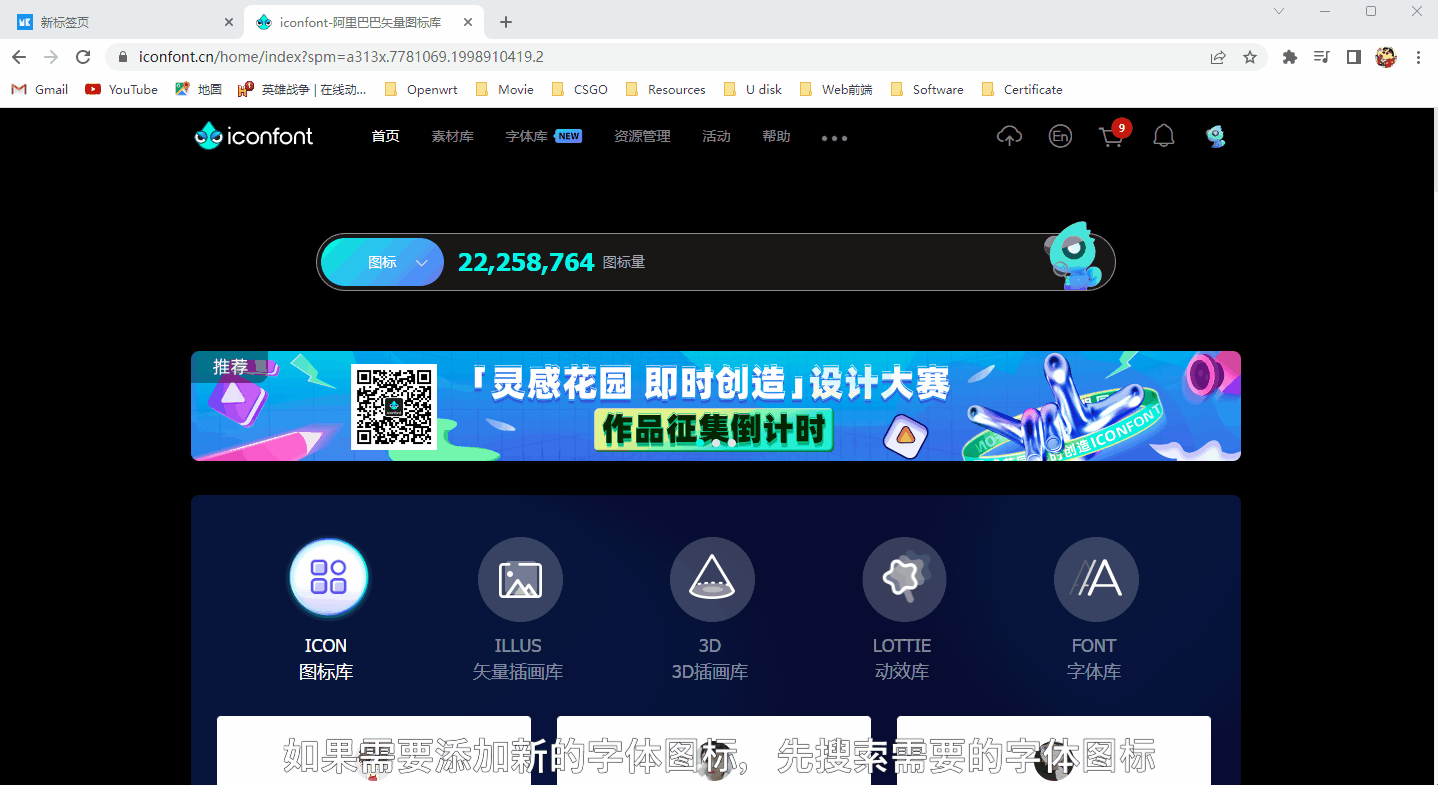 新标签页
iconfont-阿里巴巴矢量图标库
iconfont.cn/home/index?spm=a313x.7781069.1998910419.2
Gmail YouTube 地图 英雄战争 | 在线动... Openwrt Movie CSGO Resources U disk Web前端 Software Certificate
iconfont 首页 素材库 字体库 NEW 资源管理 活动 帮助 En 9
图标 22,258,764 图标量
推荐
「灵感花园 即时创造」设计大赛
作品征集倒计时
ICON ILLUS 3D LOTTIE FONT
图标库 矢量插画库 3D插画库 动效库 字体库
如果需要添加新的字体图标，先搜索需要的字体图标